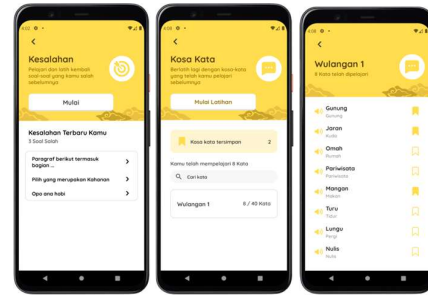 Kesalahan
Pelajari dan latih kembali
soal-soal yang kamu salah
sebelumnya
Mulai
Kesalahan Terbaru Kamu
3 Soal Salah
Paragraf berikut termasuk
bagian ...
Pilih yang merupakan Kahanan
Opo ono hobi
4:02
Kosa Kata
Berlatih lagi dengan kosa-kata
yang telah kamu pelajari
sebelumnya
Mulai Latihan
Kosa kata tersimpan 2
Kamu telah mempelajari 8 Kata
Cari kata
Wulangan 1 8 / 40 Kata
Wulangan 1
8 Kata telah dipelajari
Gunung
Gunung
Jaran
Kuda
Omah
Rumah
Pariwisata
Pariwisata
Mangan
Makan
Turu
Tidur
Lungu
Pergi
Nulis
Nulis